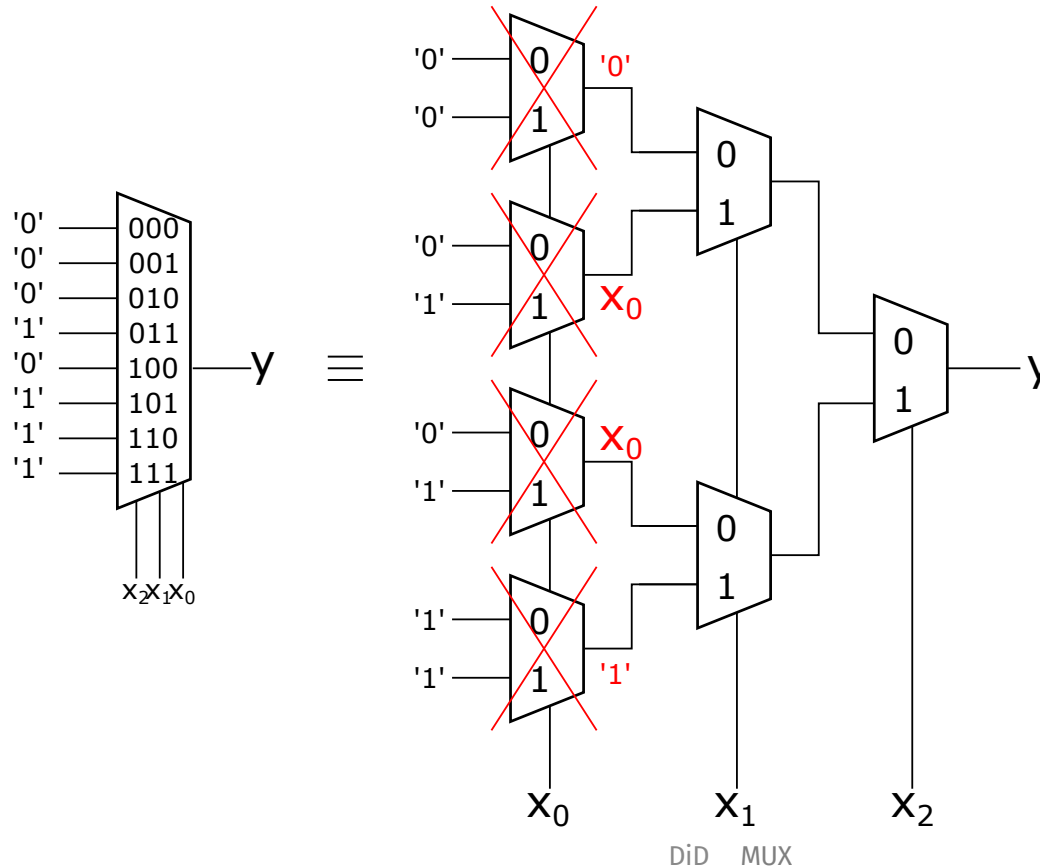 '0' 000
'0' 001
'0' 010
'1' 011
'0' 100
'1' 101
'1' 110
'1' 111
y
x₂x₁x₀
≡
'0' 0 '0'
'0' 1
'0' 0
'1' 1 x₀
'0' 0 x₀
'1' 1
'1' 0
'1' 1 '1'
0
1
0
1
0
1
y
x₀ x₁ x₂
DiD MUX